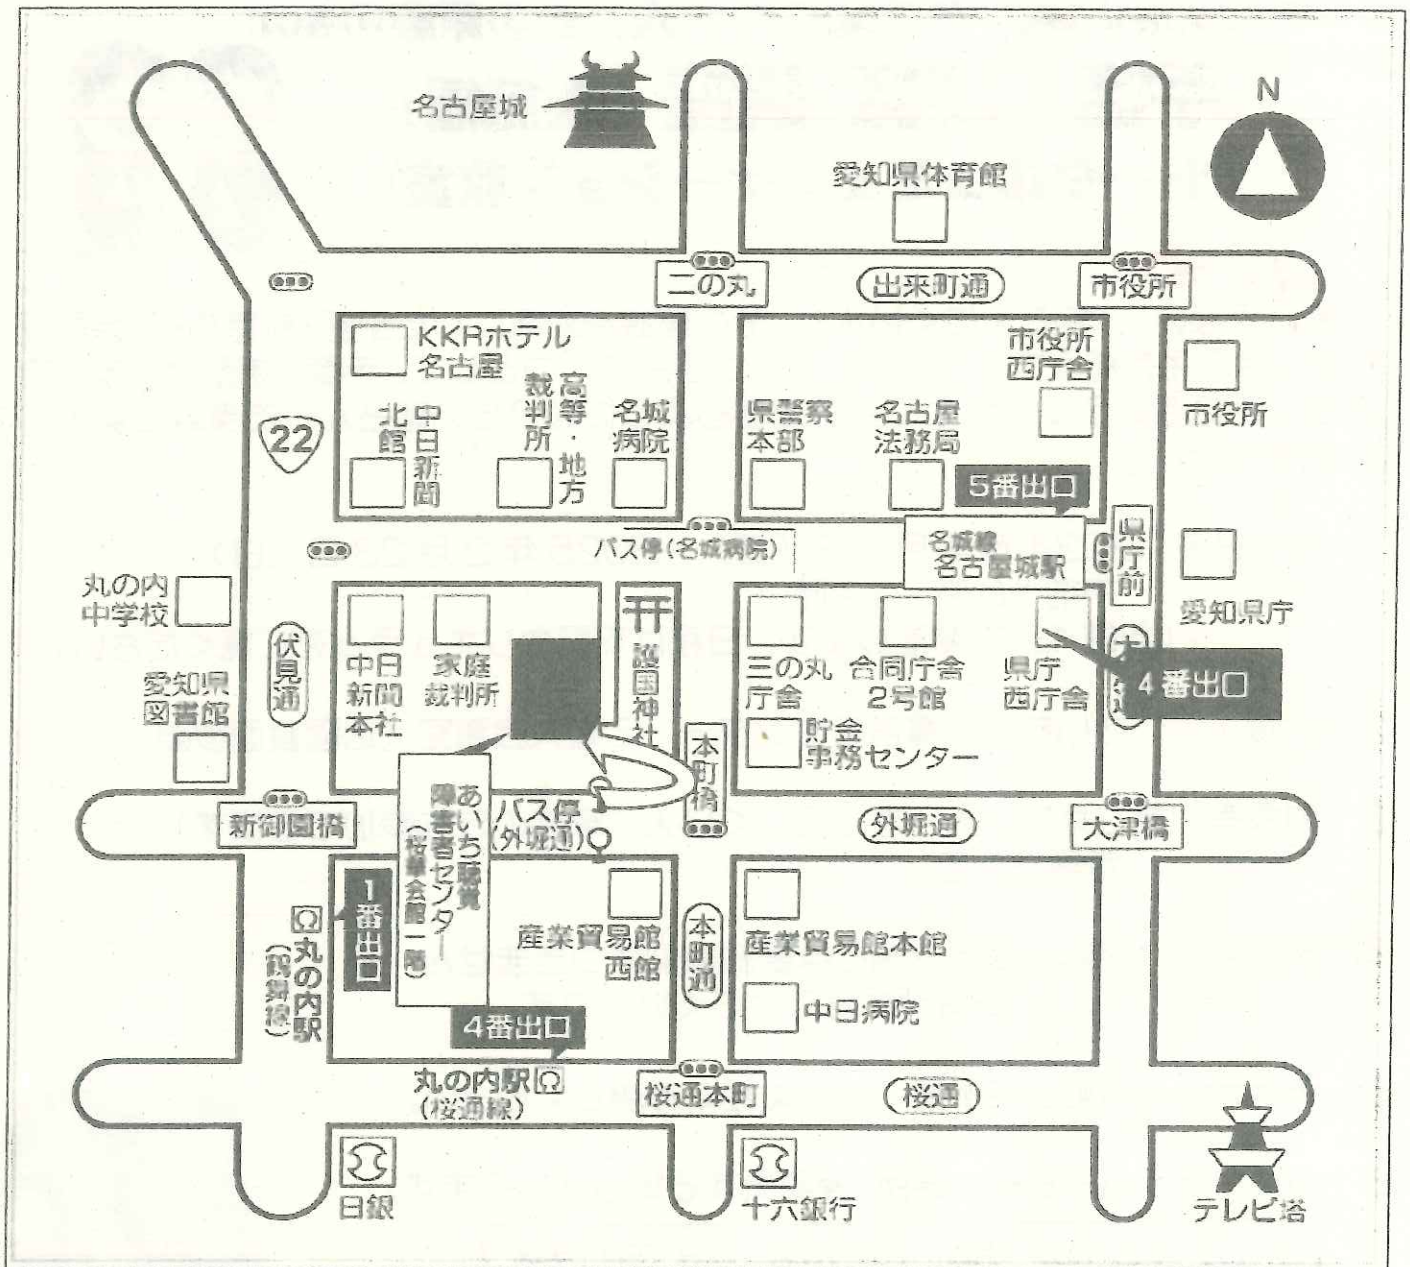 名古屋城
N
愛知県体育館
二の丸
出来町通
市役所
KKRホテル
名古屋
市役所
西庁舎
市役所
22
中日新聞
北館
高等・地方
裁判所
名城
病院
県警察
本部
名古屋
法務局
5番出口
バス停(名城病院)
名城線
名古屋城駅
県庁前
愛知県庁
丸の内
中学校
伏見通
愛知県
図書館
中日
新聞
本社
家庭
裁判所
護国神社
三の丸
庁舎
合同庁舎
2号館
県庁
西庁舎
4番出口
貯金
事務センター
本町橋
新御園橋
あいち聴覚
障害者センター
(桜華会館一階)
バス停
(外堀通)
外堀通
大津橋
1番出口
丸の内駅
(鶴舞線)
産業貿易館
西館
本町通
産業貿易館本館
中日病院
4番出口
丸の内駅
(桜通線)
桜通本町
桜通
日銀
十六銀行
テレビ塔